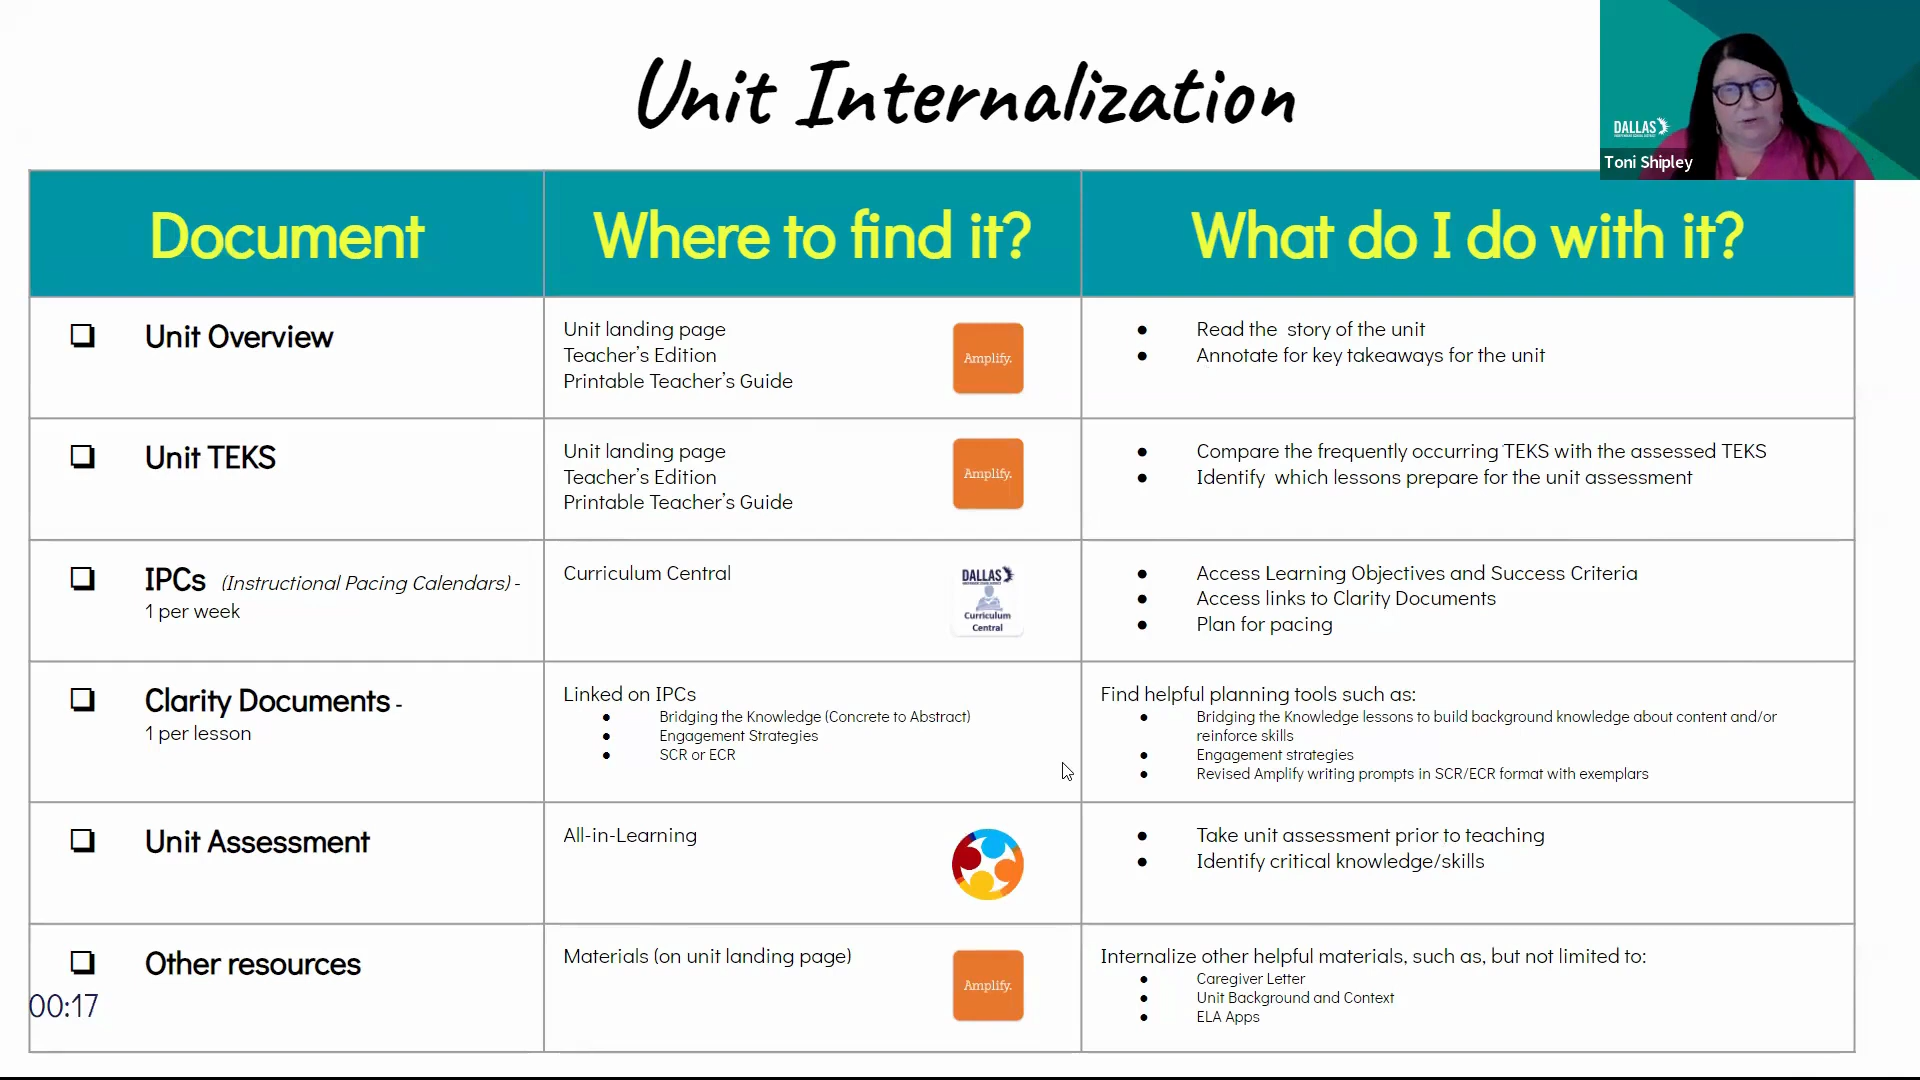 Unit Internalization
DALLAS
Toni Shipley
Document
Where to find it?
What do I do with it?
Unit Overview
Unit landing page
Teacher's Edition
Printable Teacher's Guide
Amplify.
Read the story of the unit
Annotate for key takeaways for the unit
Unit TEKS
Unit landing page
Teacher's Edition
Printable Teacher's Guide
Amplify.
Compare the frequently occurring TEKS with the assessed TEKS
Identify which lessons prepare for the unit assessment
IPCs (Instructional Pacing Calendars) -
1 per week
Curriculum Central
DALLAS
Curriculum
Central
Access Learning Objectives and Success Criteria
Access links to Clarity Documents
Plan for pacing
Clarity Documents -
1 per lesson
Linked on IPCs
Bridging the Knowledge (Concrete to Abstract)
Engagement Strategies
SCR or ECR
Find helpful planning tools such as:
Bridging the Knowledge lessons to build background knowledge about content and/or
reinforce skills
Engagement strategies
Revised Amplify writing prompts in SCR/ECR format with exemplars
Unit Assessment
All-in-Learning
Take unit assessment prior to teaching
Identify critical knowledge/skills
Other resources
00:17
Materials (on unit landing page)
Amplify.
Internalize other helpful materials, such as, but not limited to:
Caregiver Letter
Unit Background and Context
ELA Apps